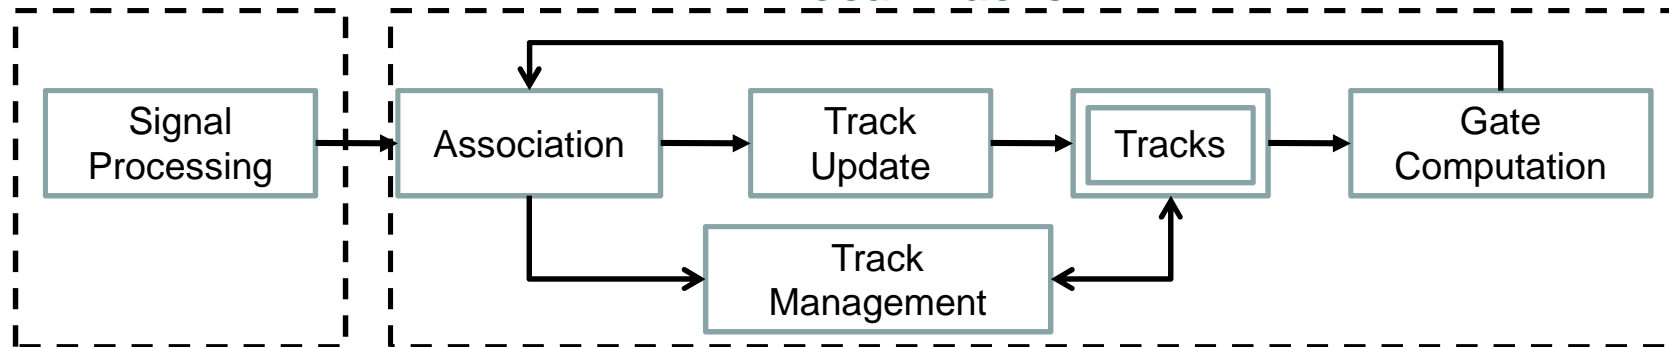 Signal
Processing
Association
Track
Update
Tracks
Gate
Computation
Track
Management